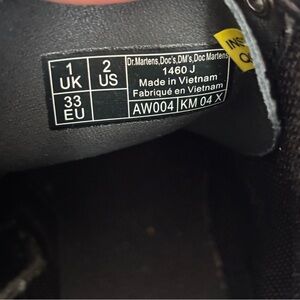 1 UK
2 US
33 EU
Dr.Martens,Doc's,DM's,Doc Martens
1460 J
Made in Vietnam
Fabriqué en Vietnam
AW004 KM 04 X